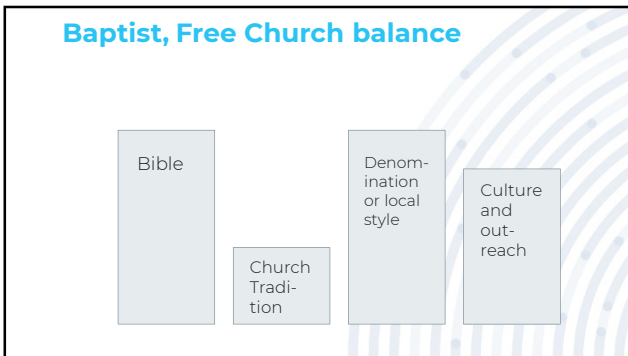 Baptist, Free Church balance
Bible
Church
Tradi-
tion
Denom-
ination
or local
style
Culture
and
out-
reach